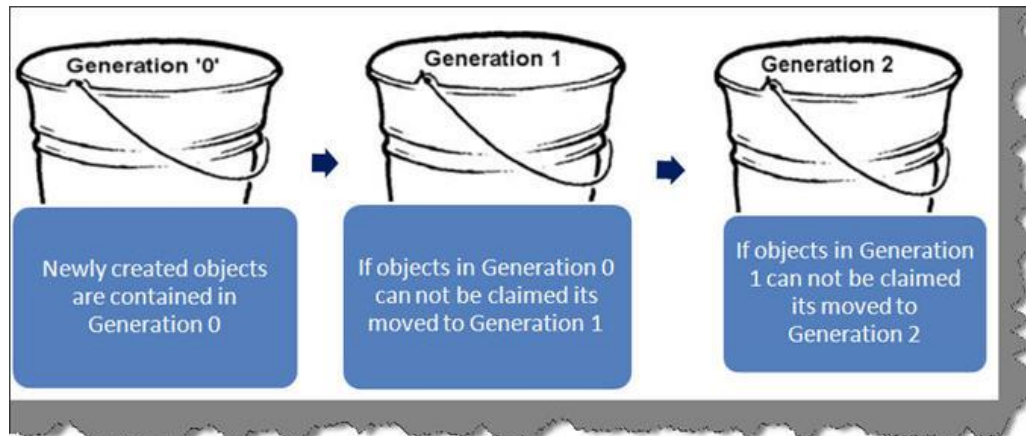 Generation '0'
Generation 1
Generation 2
Newly created objects
are contained in
Generation 0
If objects in Generation 0
can not be claimed its
moved to Generation 1
If objects in Generation
1 can not be claimed
its moved to
Generation 2